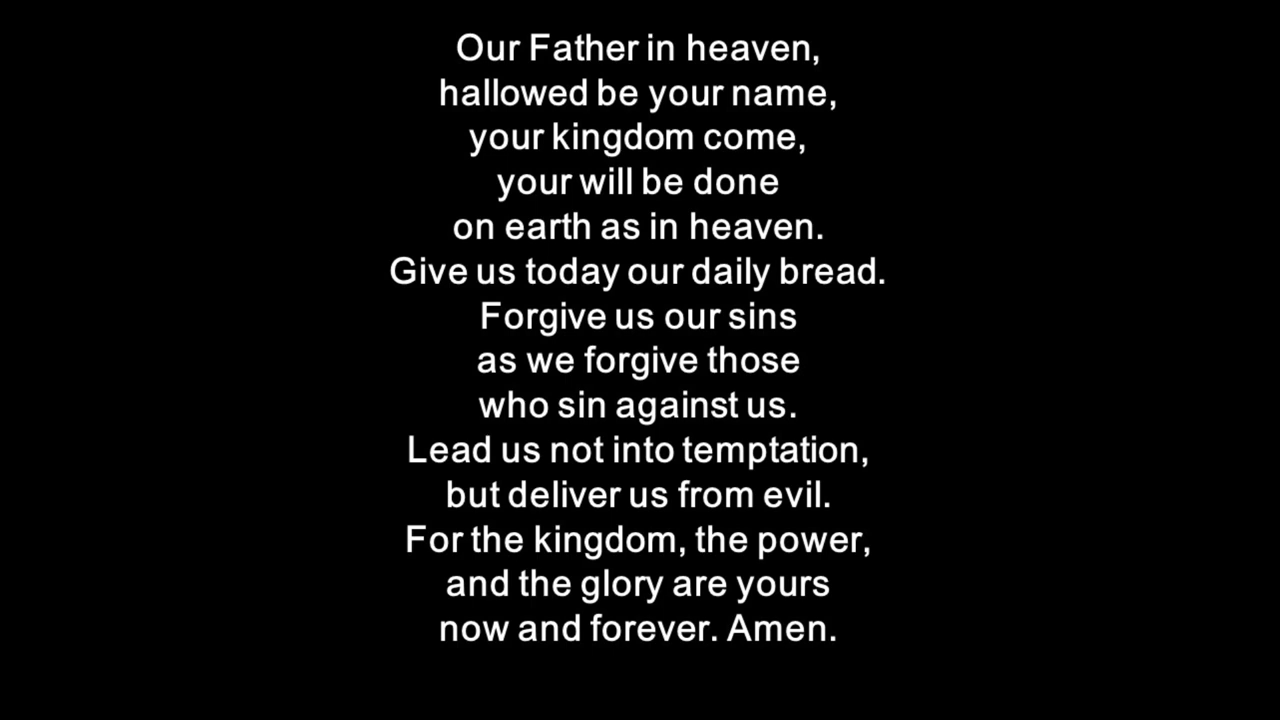 Our Father in heaven,
hallowed be your name,
your kingdom come,
your will be done
on earth as in heaven.
Give us today our daily bread.
Forgive us our sins
as we forgive those
who sin against us.
Lead us not into temptation,
but deliver us from evil.
For the kingdom, the power,
and the glory are yours
now and forever. Amen.